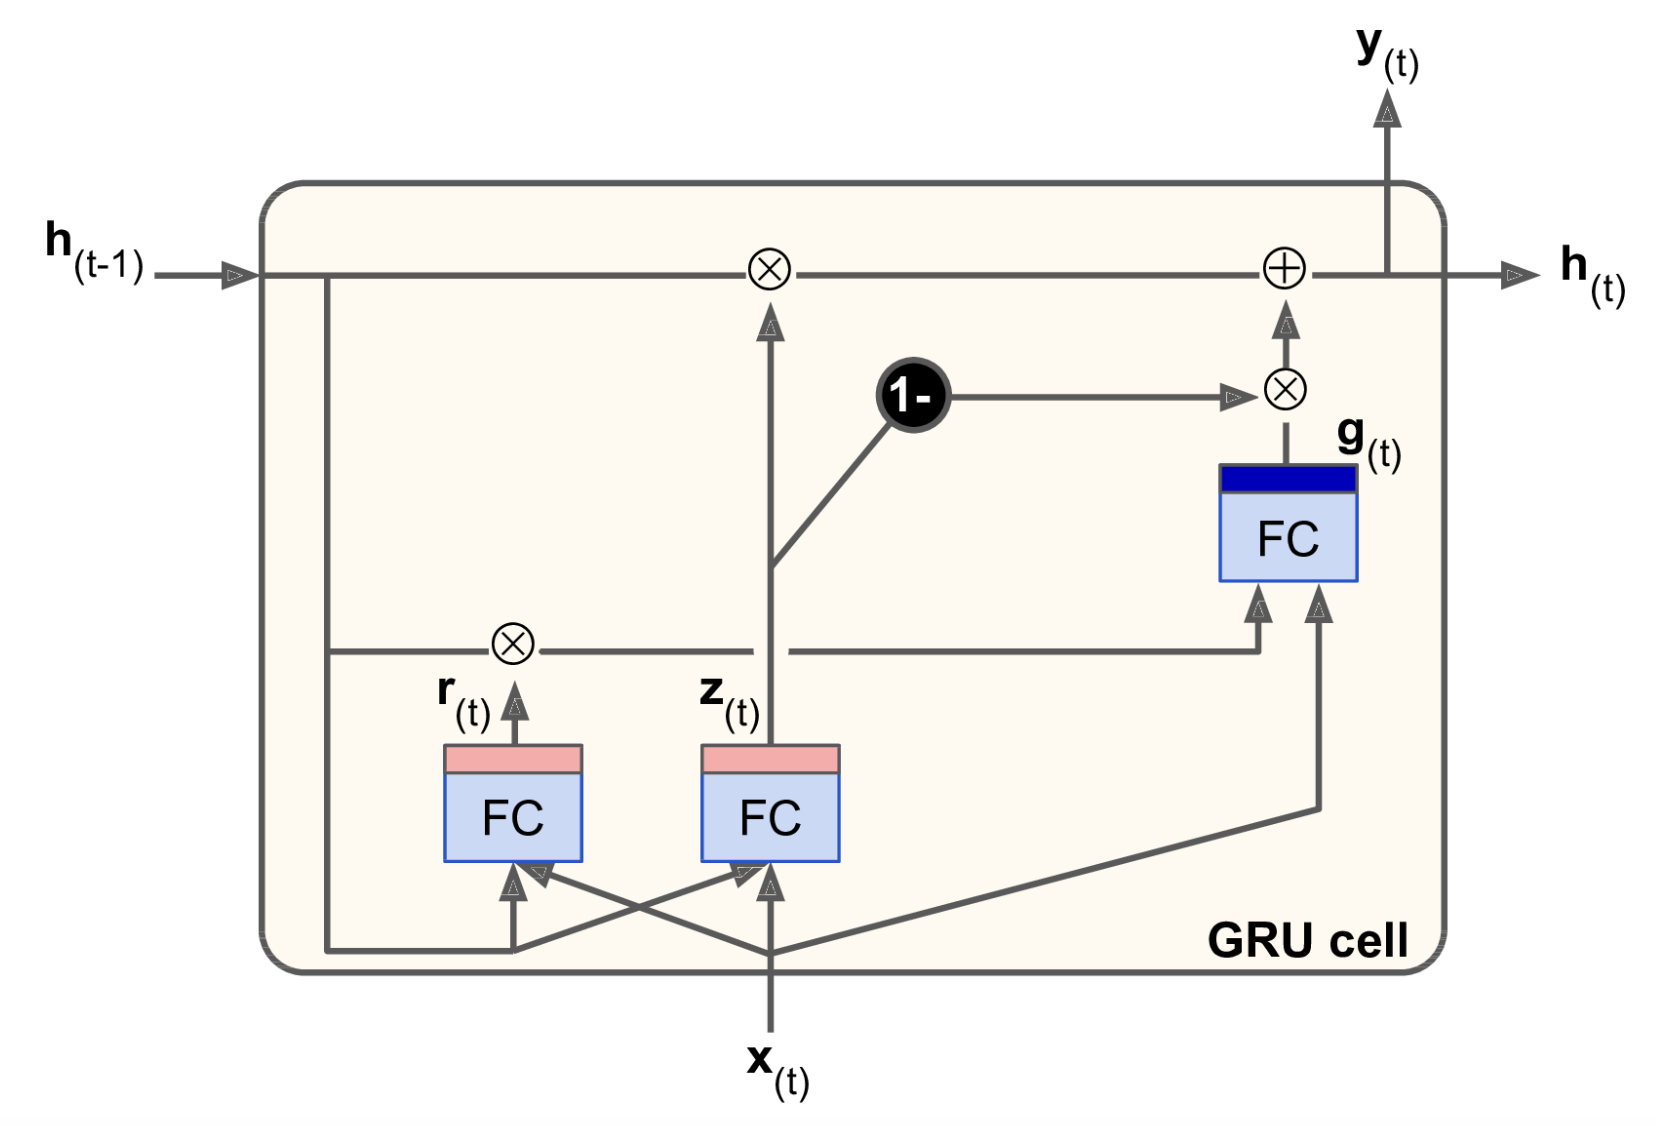 y(t)
h(t-1)
h(t)
1-
g(t)
FC
r(t)
z(t)
FC
FC
GRU cell
x(t)